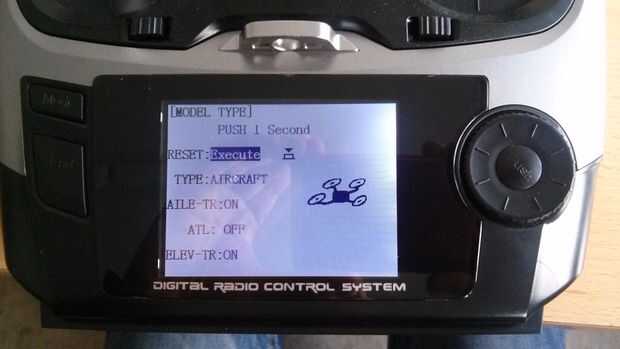 [MODEL TYPE]
PUSH 1 Second
RESET:Execute
TYPE:AIRCRAFT
AILE-TR:ON
ATL: OFF
ELEV-TR:ON
DIGITAL RADIO CONTROL SYSTEM